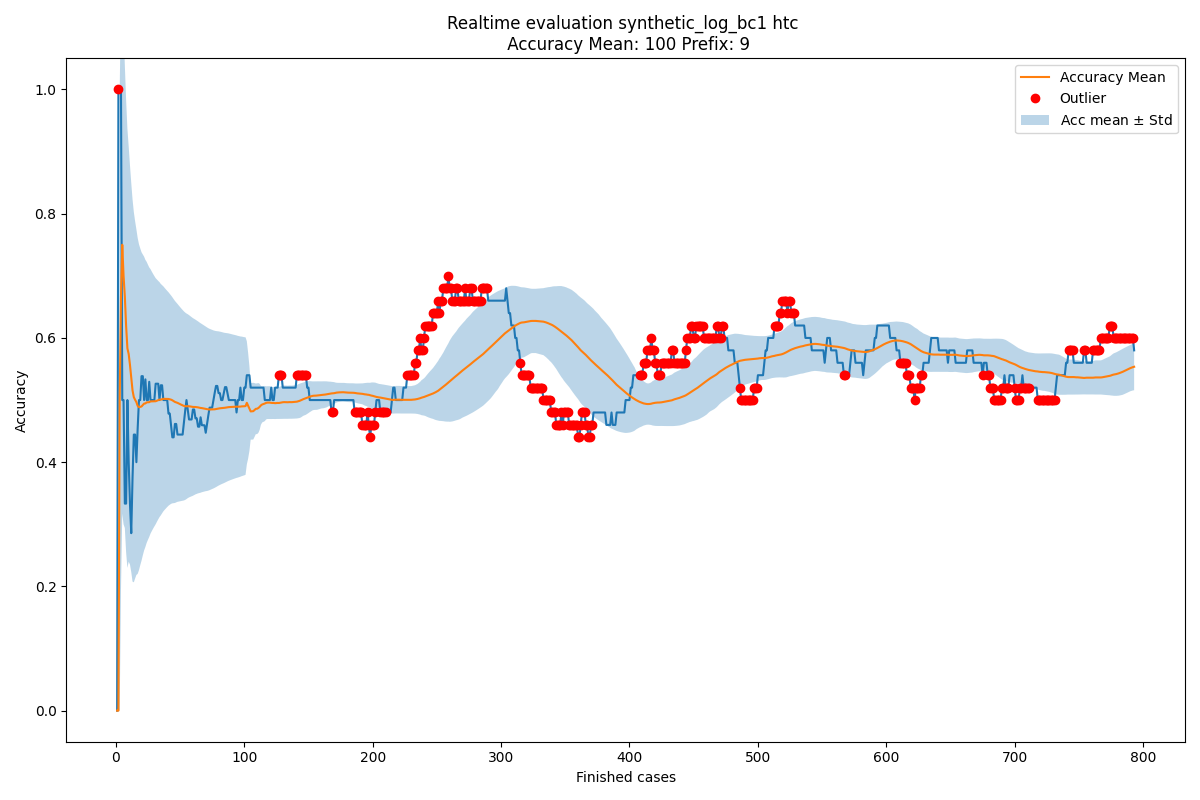 Realtime evaluation synthetic_log_bc1 htc
Accuracy Mean: 100 Prefix: 9
Accuracy Mean
Outlier
Acc mean ± Std
1.0
0.8
0.6
0.4
0.2
0.0
Accuracy
0 100 200 300 400 500 600 700 800
Finished cases